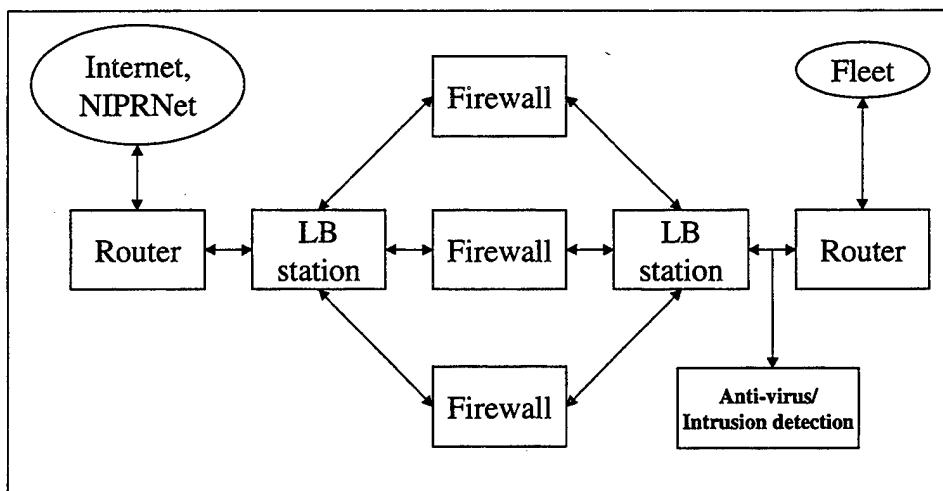 Internet,
NIPRNet
Firewall
Fleet
Router
LB
station
Firewall
LB
station
Router
Firewall
Anti-virus/
Intrusion detection